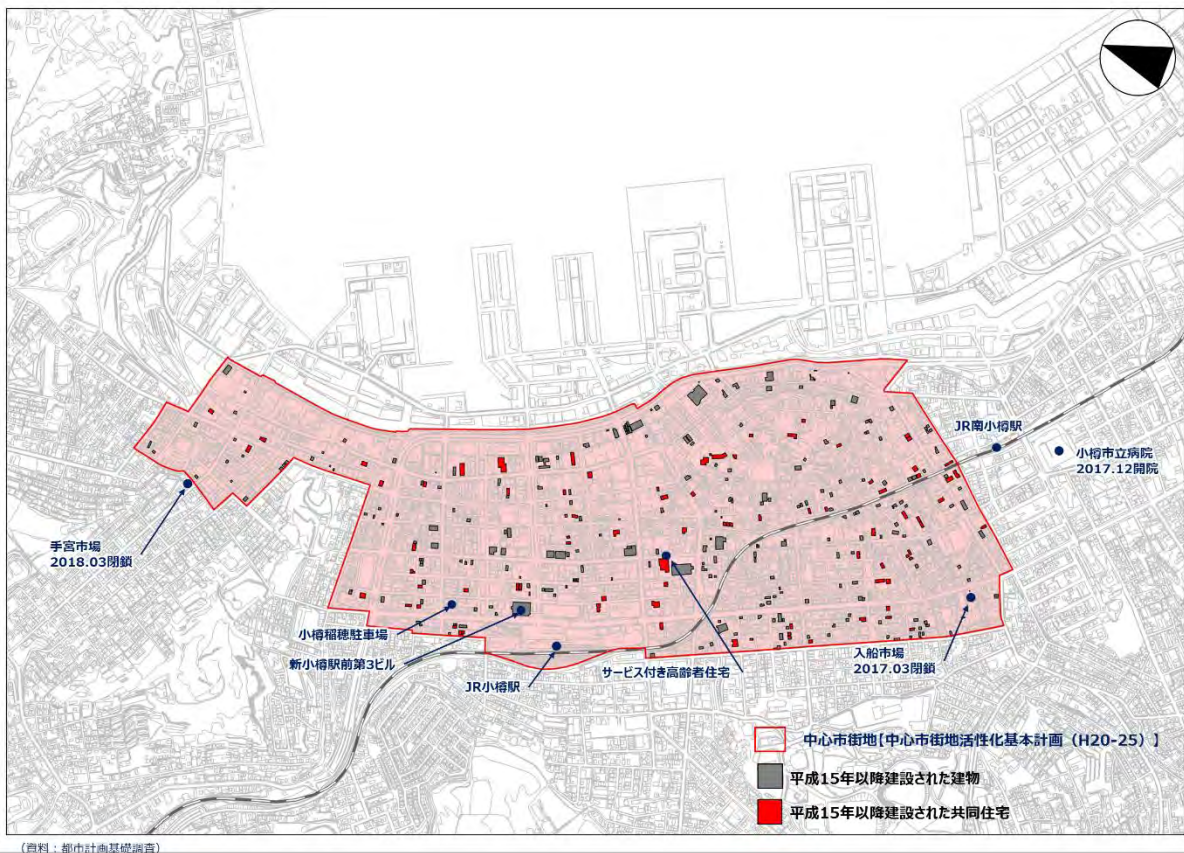 JR南小樽駅
小樽市立病院
2017.12開院
手宮市場
2018.03閉鎖
小樽稲穂駐車場
新小樽駅前第3ビル
JR小樽駅
サービス付き高齢者住宅
入船市場
2017.03閉鎖
中心市街地【中心市街地活性化基本計画（H20-25）】
平成15年以降建設された建物
平成15年以降建設された共同住宅
（資料：都市計画基礎調査）